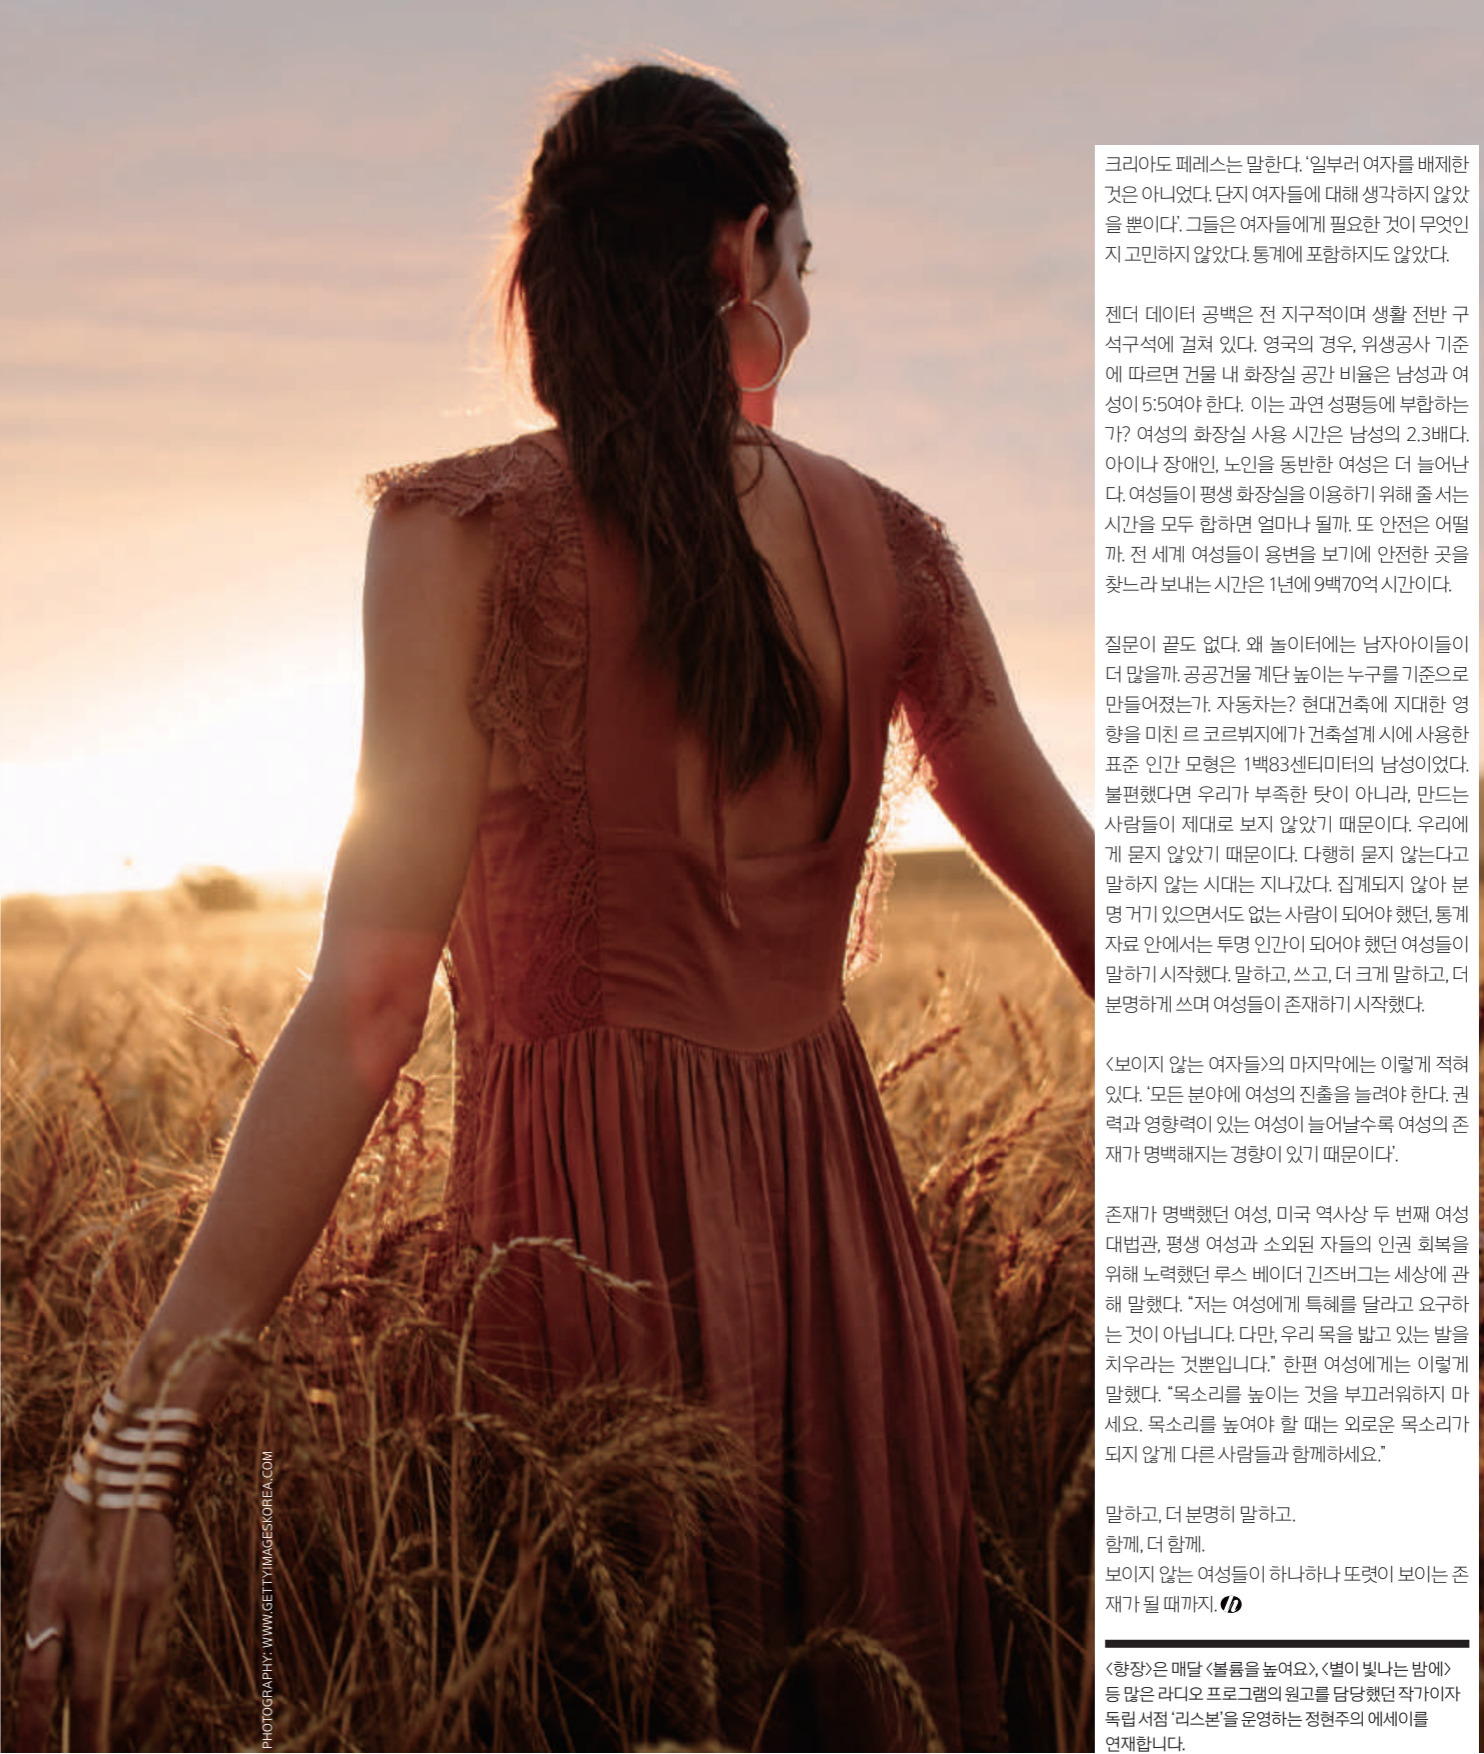 크리아도 페레스는 말한다. ‘일부러 여자를 배제한
것은 아니었다. 단지 여자들에 대해 생각하지 않았
을 뿐이다’. 그들은 여자들에게 필요한 것이 무엇인
지 고민하지 않았다. 통계에 포함하지도 않았다.
젠더 데이터 공백은 전 지구적이며 생활 전반 구
석구석에 걸쳐 있다. 영국의 경우, 위생공사 기준
에 따르면 건물 내 화장실 공간 비율은 남성과 여
성이 5:5여야 한다. 이는 과연 성평등에 부합하는
가? 여성의 화장실 사용 시간은 남성의 2.3배다.
아이나 장애인, 노인을 동반한 여성은 더 늘어난
다. 여성들이 평생 화장실을 이용하기 위해 줄 서는
시간을 모두 합하면 얼마나 될까. 또 안전은 어떨
까. 전 세계 여성들이 용변을 보기에 안전한 곳을
찾느라 보내는 시간은 1년에 9백70억 시간이다.
질문이 끝도 없다. 왜 놀이터에는 남자아이들이
더 많을까. 공공건물 계단 높이는 누구를 기준으로
만들어졌는가. 자동차는? 현대건축에 지대한 영
향을 미친 르 코르뷔지에가 건축설계 시에 사용한
표준 인간 모형은 1백83센티미터의 남성이었다.
불편했다면 우리가 부족한 탓이 아니라, 만드는
사람들이 제대로 보지 않았기 때문이다. 우리에
게 묻지 않았기 때문이다. 다행히 묻지 않는다고
말하지 않는 시대는 지나갔다. 집계되지 않아 분
명 거기 있으면서도 없는 사람이 되어야 했던, 통계
자료 안에서는 투명 인간이 되어야 했던 여성들이
말하기 시작했다. 말하고, 쓰고, 더 크게 말하고, 더
분명하게 쓰며 여성들이 존재하기 시작했다.
<보이지 않는 여자들>의 마지막에는 이렇게 적혀
있다. ‘모든 분야에 여성의 진출을 늘려야 한다. 권
력과 영향력이 있는 여성이 늘어날수록 여성의 존
재가 명백해지는 경향이 있기 때문이다’.
존재가 명백했던 여성, 미국 역사상 두 번째 여성
대법관, 평생 여성과 소외된 자들의 인권 회복을
위해 노력했던 루스 베이더 긴즈버그는 세상에 관
해 말했다. “저는 여성에게 특혜를 달라고 요구하
는 것이 아닙니다. 다만, 우리 목을 밟고 있는 발을
치우라는 것뿐입니다.” 한편 여성에게는 이렇게
말했다. “목소리를 높이는 것을 부끄러워하지 마
세요. 목소리를 높여야 할 때는 외로운 목소리가
되지 않게 다른 사람들과 함께하세요.”
말하고, 더 분명히 말하고.
함께, 더 함께.
보이지 않는 여성들이 하나하나 또렷이 보이는 존
재가 될 때까지.
<향장>은 매달 <볼륨을 높여요>, <별이 빛나는 밤에>
등 많은 라디오 프로그램의 원고를 담당했던 작가이자
독립 서점 ‘리스본’을 운영하는 정현주의 에세이를
연재합니다.
PHOTOGRAPHY: WWW.GETTYIMAGESKOREA.COM